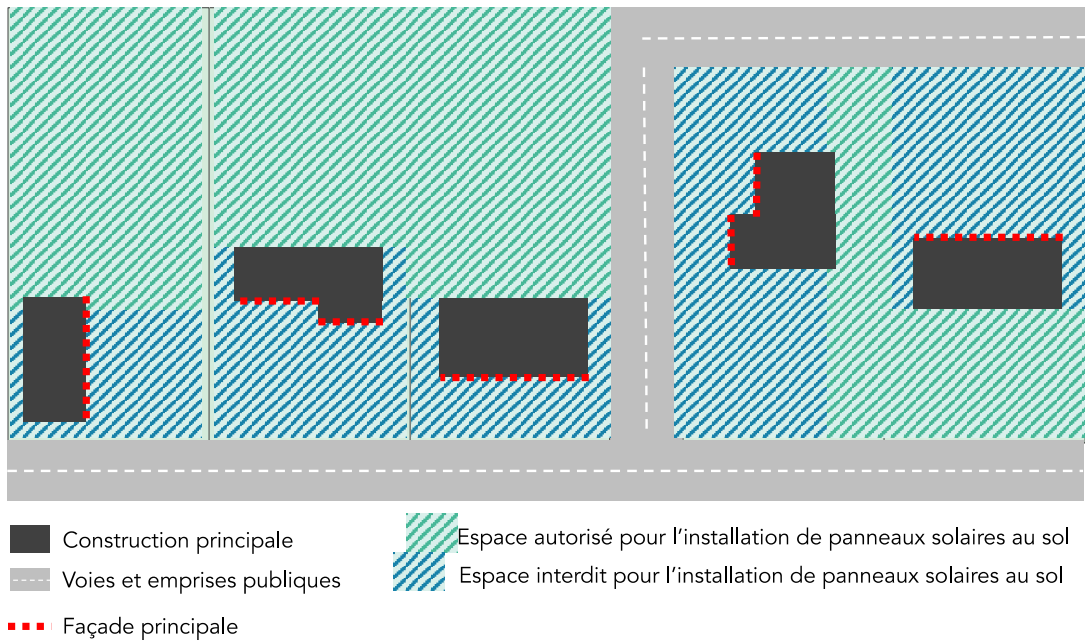 Construction principale
Voies et emprises publiques
Façade principale
Espace autorisé pour l’installation de panneaux solaires au sol
Espace interdit pour l’installation de panneaux solaires au sol